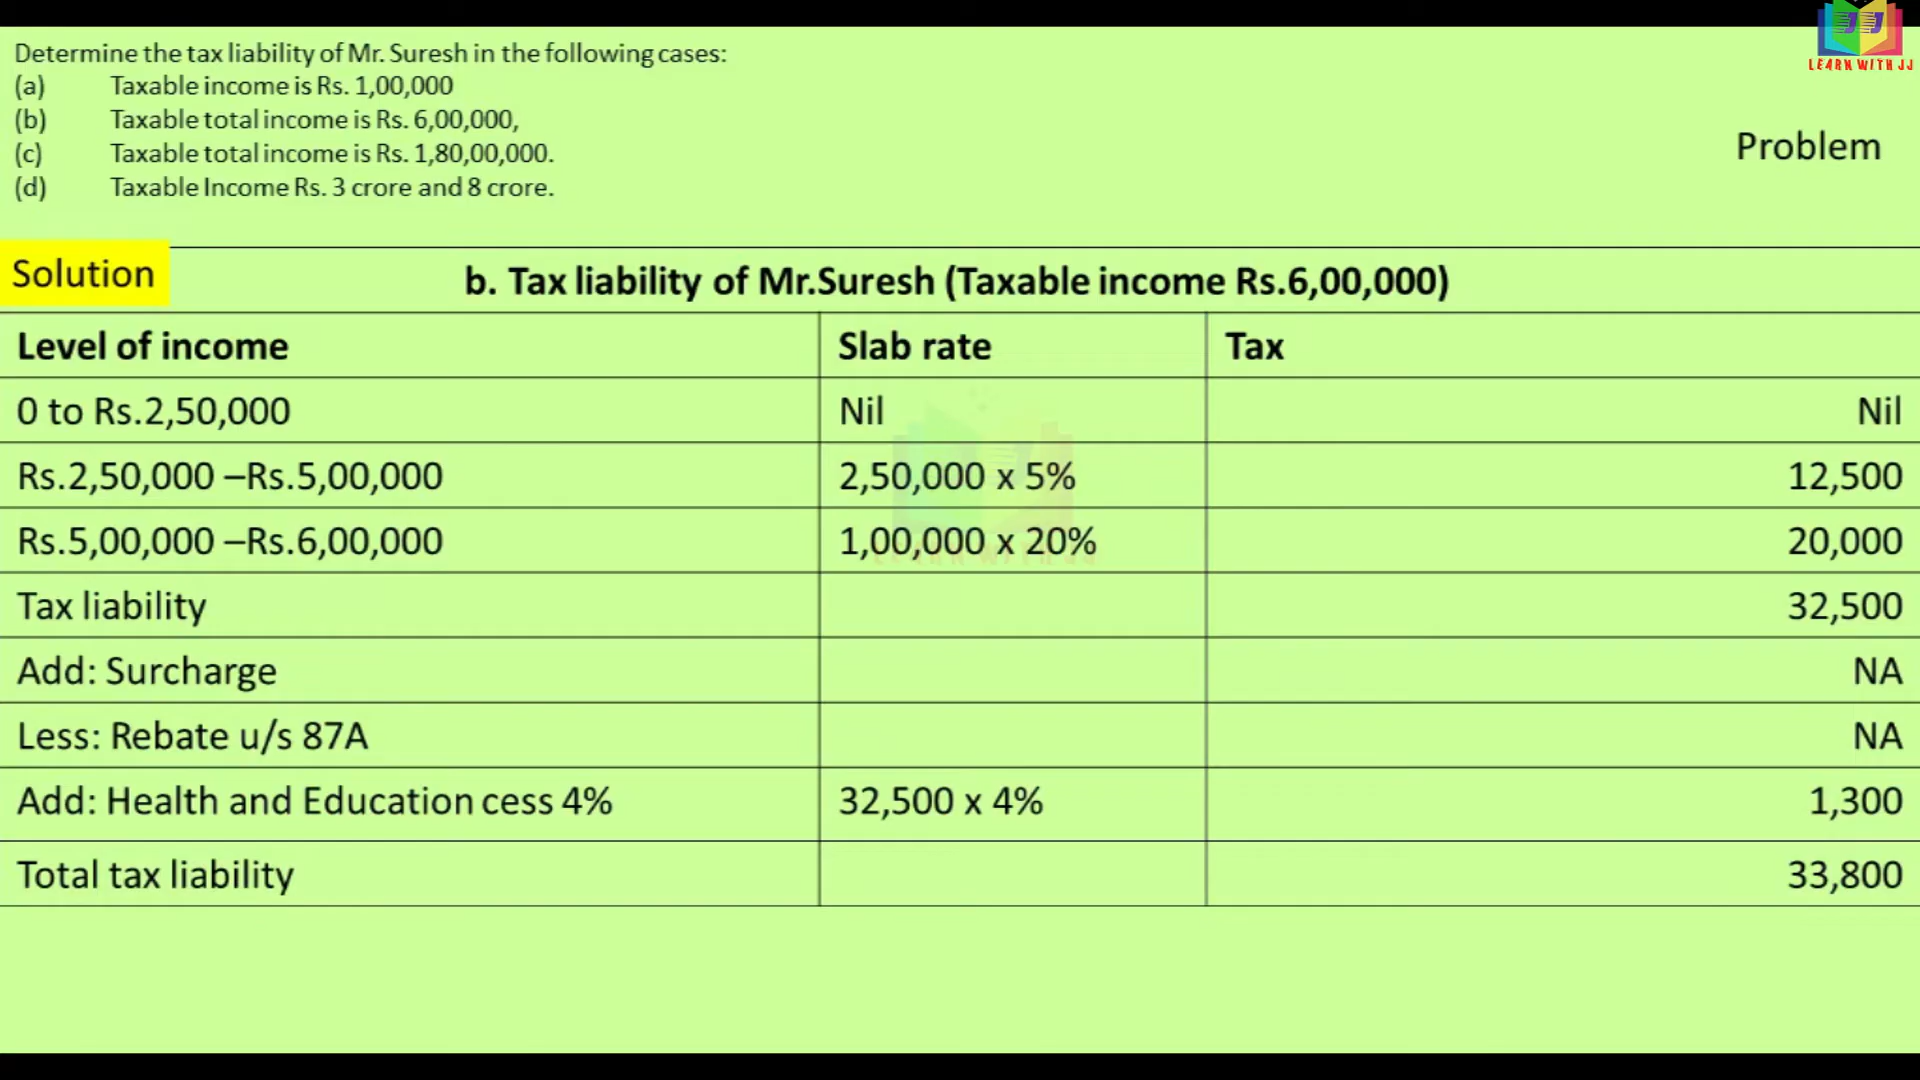 LEARN WITH JJ
Determine the tax liability of Mr. Suresh in the following cases:
(a) Taxable income is Rs. 1,00,000
(b) Taxable total income is Rs. 6,00,000,
(c) Taxable total income is Rs. 1,80,00,000.
(d) Taxable Income Rs. 3 crore and 8 crore.
Problem
Solution
b. Tax liability of Mr.Suresh (Taxable income Rs.6,00,000)
Level of income Slab rate Tax
0 to Rs.2,50,000 Nil Nil
Rs.2,50,000 –Rs.5,00,000 2,50,000 x 5% 12,500
Rs.5,00,000 –Rs.6,00,000 1,00,000 x 20% 20,000
Tax liability 32,500
Add: Surcharge NA
Less: Rebate u/s 87A NA
Add: Health and Education cess 4% 32,500 x 4% 1,300
Total tax liability 33,800